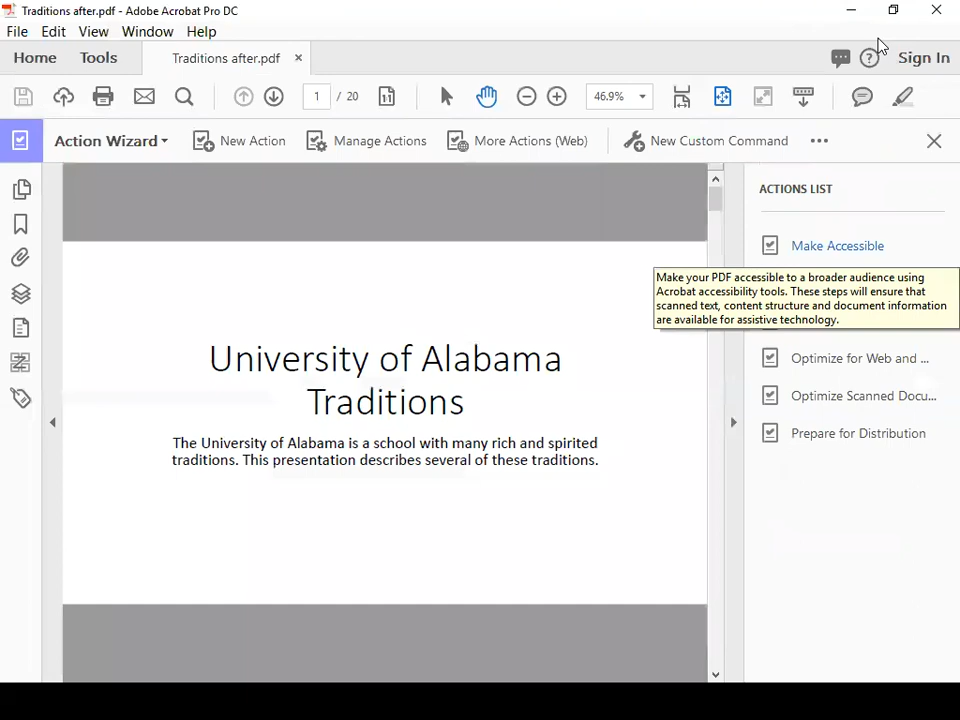 Traditions after.pdf - Adobe Acrobat Pro DC
File Edit View Window Help
Home Tools Traditions after.pdf × Sign In
1 / 20 46.9%
Action Wizard New Action Manage Actions More Actions (Web) New Custom Command
ACTIONS LIST
Make Accessible
Make your PDF accessible to a broader audience using
Acrobat accessibility tools. These steps will ensure that
scanned text, content structure and document information
are available for assistive technology.
Optimize for Web and ...
Optimize Scanned Docu...
Prepare for Distribution
University of Alabama
Traditions
The University of Alabama is a school with many rich and spirited
traditions. This presentation describes several of these traditions.